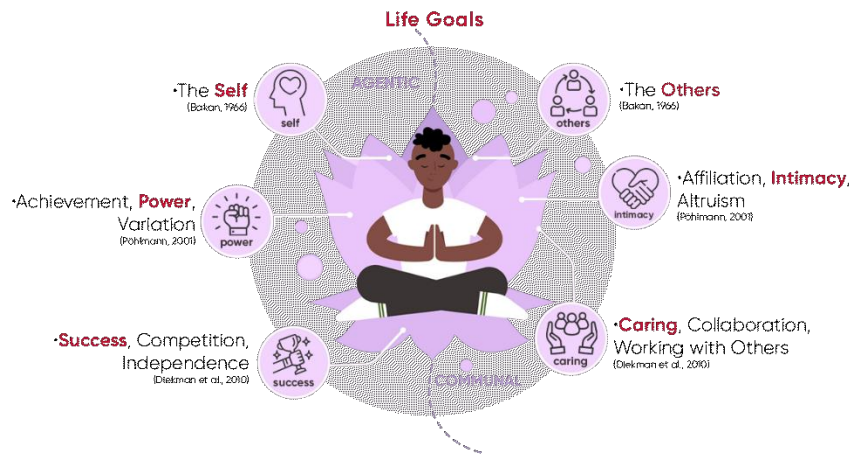 Life Goals
AGENTIC
•The Self
(Bakan, 1966)
self
•Achievement, Power,
Variation
(Pöhlmann, 2001)
power
•Success, Competition,
Independence
(Diekman et al., 2010)
success
others
•The Others
(Bakan, 1966)
intimacy
•Affiliation, Intimacy,
Altruism
(Pöhlmann, 2001)
caring
•Caring, Collaboration,
Working with Others
(Diekman et al., 2010)
COMMUNAL